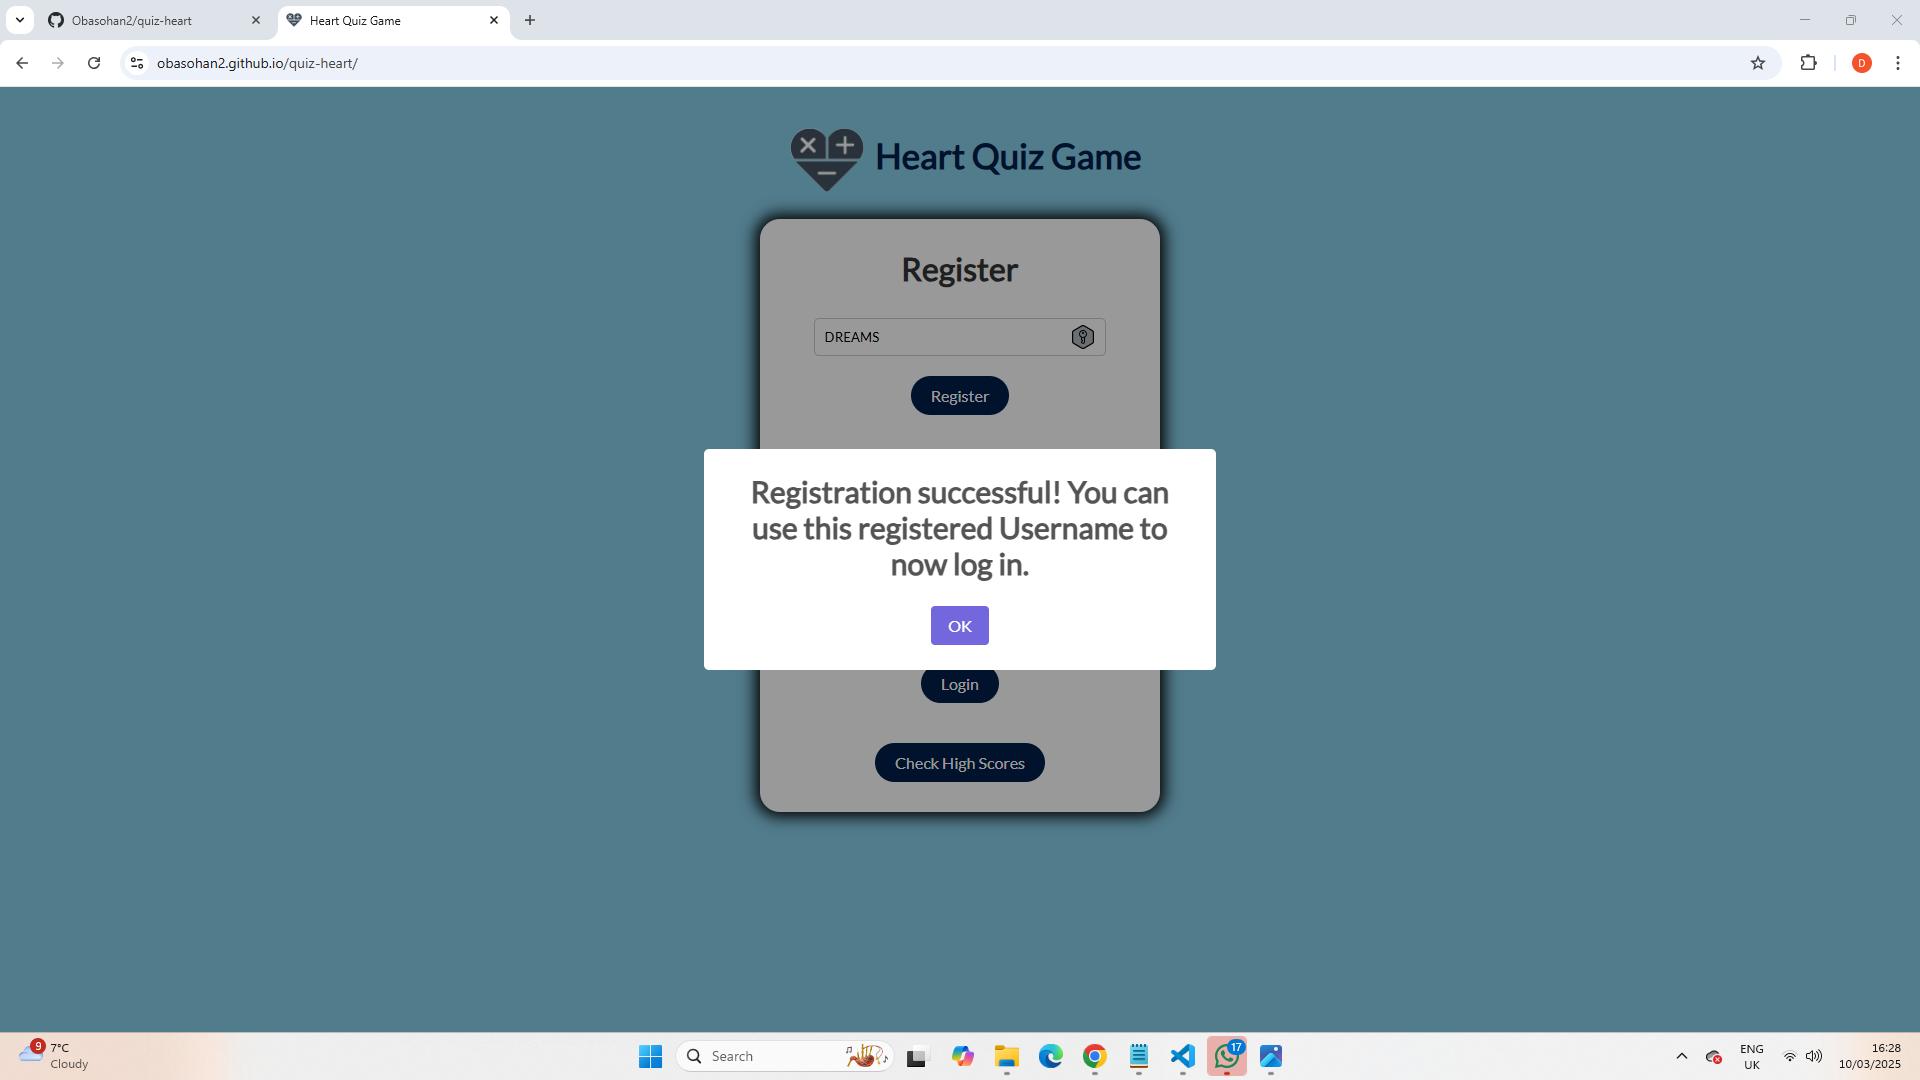 Obasohan2/quiz-heart
Heart Quiz Game
obasohan2.github.io/quiz-heart/
D
Heart Quiz Game
Register
DREAMS
Register
Registration successful! You can
use this registered Username to
now log in.
OK
Login
Check High Scores
9
7°C
Cloudy
Search
17
ENG
UK
16:28
10/03/2025